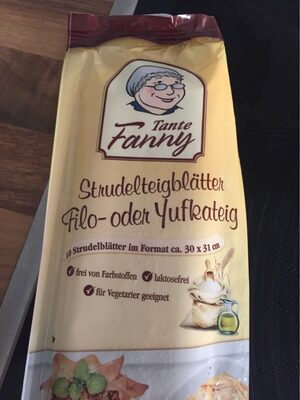 Tante
Fanny
Strudelteigblätter
Filo- oder Yufkateig
10 Strudelblätter im Format ca. 30 x 31 cm
frei von Farbstoffen
laktosefrei
für Vegetarier geeignet